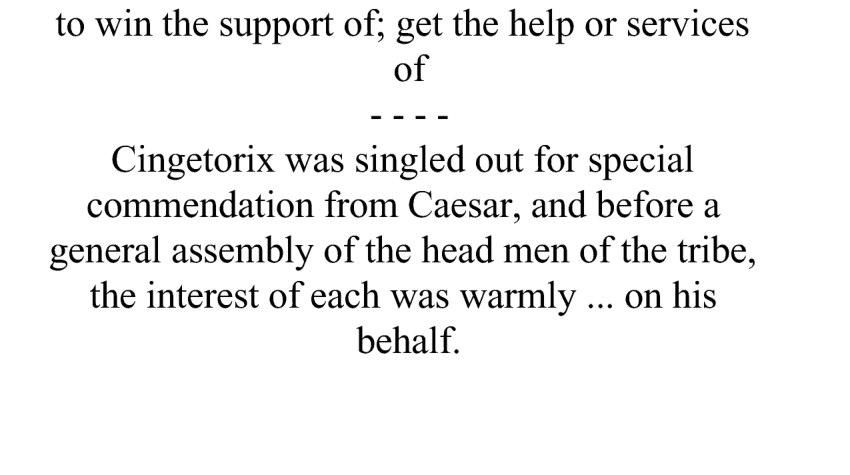 to win the support of; get the help or services
of
- - - -
Cingetorix was singled out for special
commendation from Caesar, and before a
general assembly of the head men of the tribe,
the interest of each was warmly ... on his
behalf.